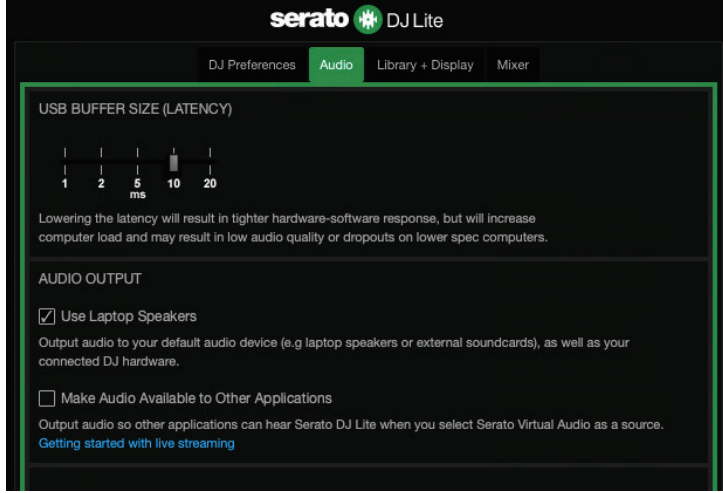 serato DJ Lite
DJ Preferences Audio Library + Display Mixer
USB BUFFER SIZE (LATENCY)
1 2 5 10 20
ms
Lowering the latency will result in tighter hardware-software response, but will increase
computer load and may result in low audio quality or dropouts on lower spec computers.
AUDIO OUTPUT
Use Laptop Speakers
Output audio to your default audio device (e.g laptop speakers or external soundcards), as well as your
connected DJ hardware.
Make Audio Available to Other Applications
Output audio so other applications can hear Serato DJ Lite when you select Serato Virtual Audio as a source.
Getting started with live streaming